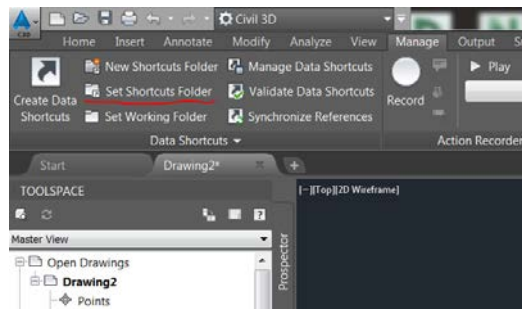 C3D
Civil 3D
Home Insert Annotate Modify Analyze View Manage Output
Create Data Shortcuts
New Shortcuts Folder
Set Shortcuts Folder
Set Working Folder
Manage Data Shortcuts
Validate Data Shortcuts
Synchronize References
Record
Play
Data Shortcuts
Action Recorder
Start
Drawing2*
TOOLSPACE
[−][Top][2D Wireframe]
Master View
Prospector
Open Drawings
Drawing2
Points